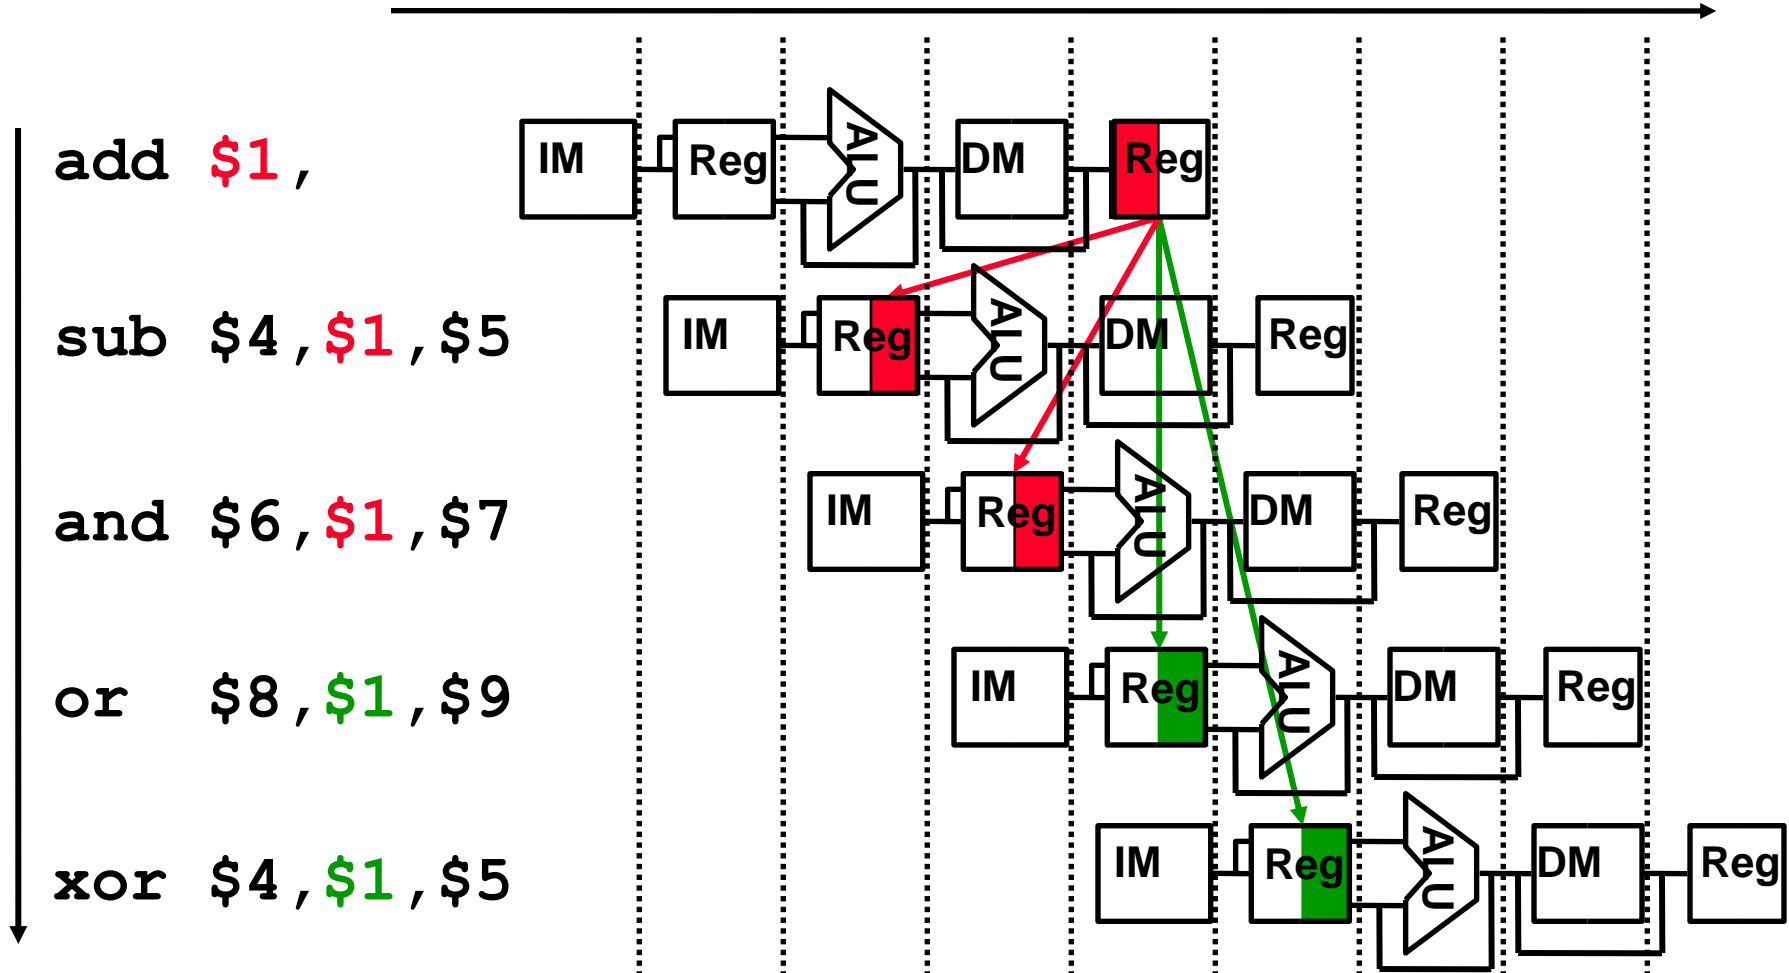 add $1, IM Reg ALU DM Reg
sub $4,$1,$5 IM Reg ALU DM Reg
and $6,$1,$7 IM Reg ALU DM Reg
or $8,$1,$9 IM Reg ALU DM Reg
xor $4,$1,$5 IM Reg ALU DM Reg